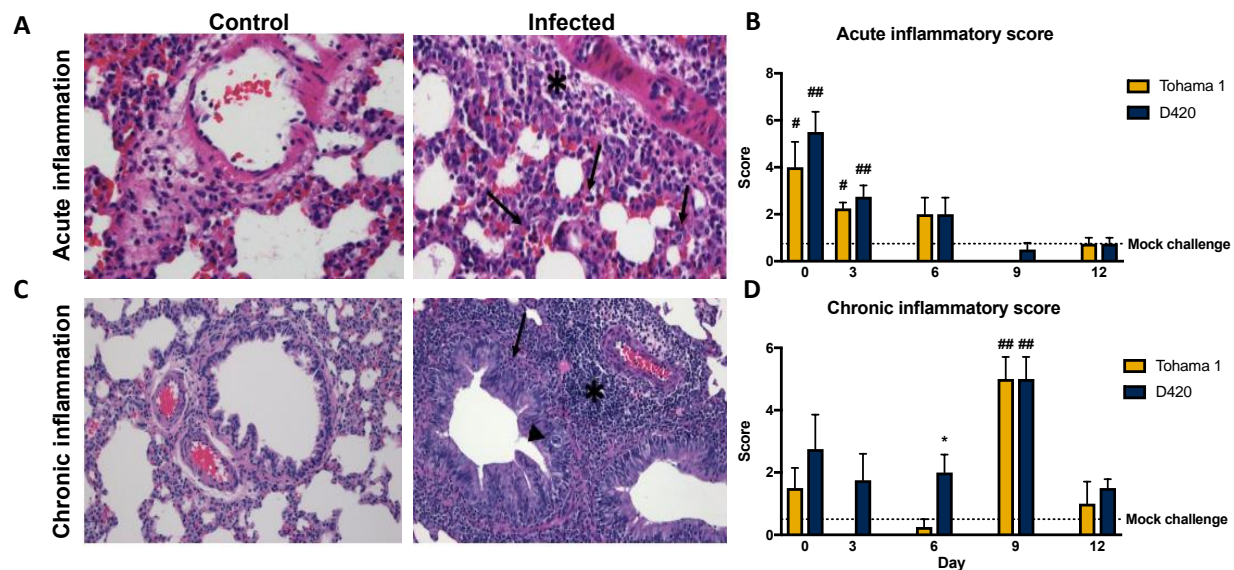 Control
Infected
A
Acute inflammation
B
Acute inflammatory score
Score
8
6
4
2
0
#
##
#
##
Tohama 1
D420
Mock challenge
0
3
6
9
12
C
Chronic inflammation
D
Chronic inflammatory score
Score
6
4
2
0
*
##
##
Tohama 1
D420
Mock challenge
0
3
6
9
12
Day